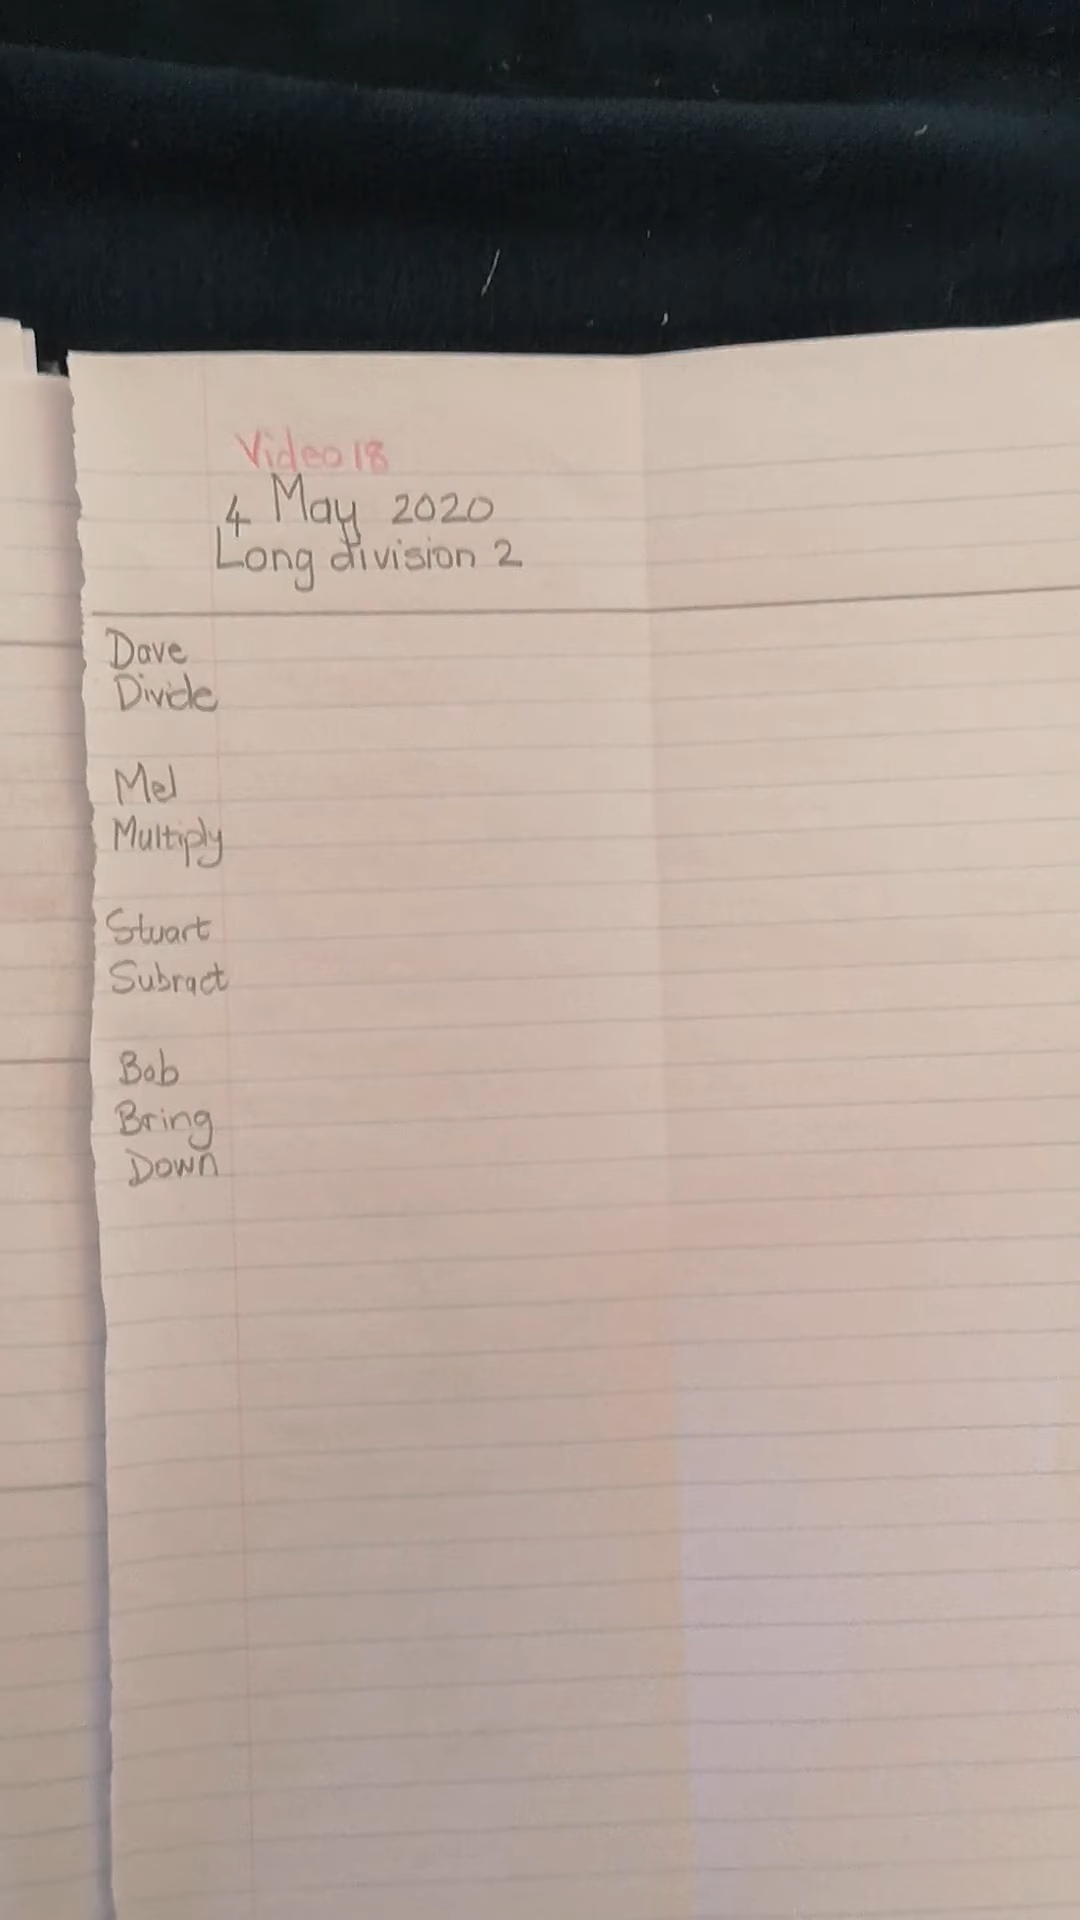 Video 18
4 May 2020
Long division 2
Dave
Divide
Mel
Multiply
Stuart
Subract
Bob
Bring
Down